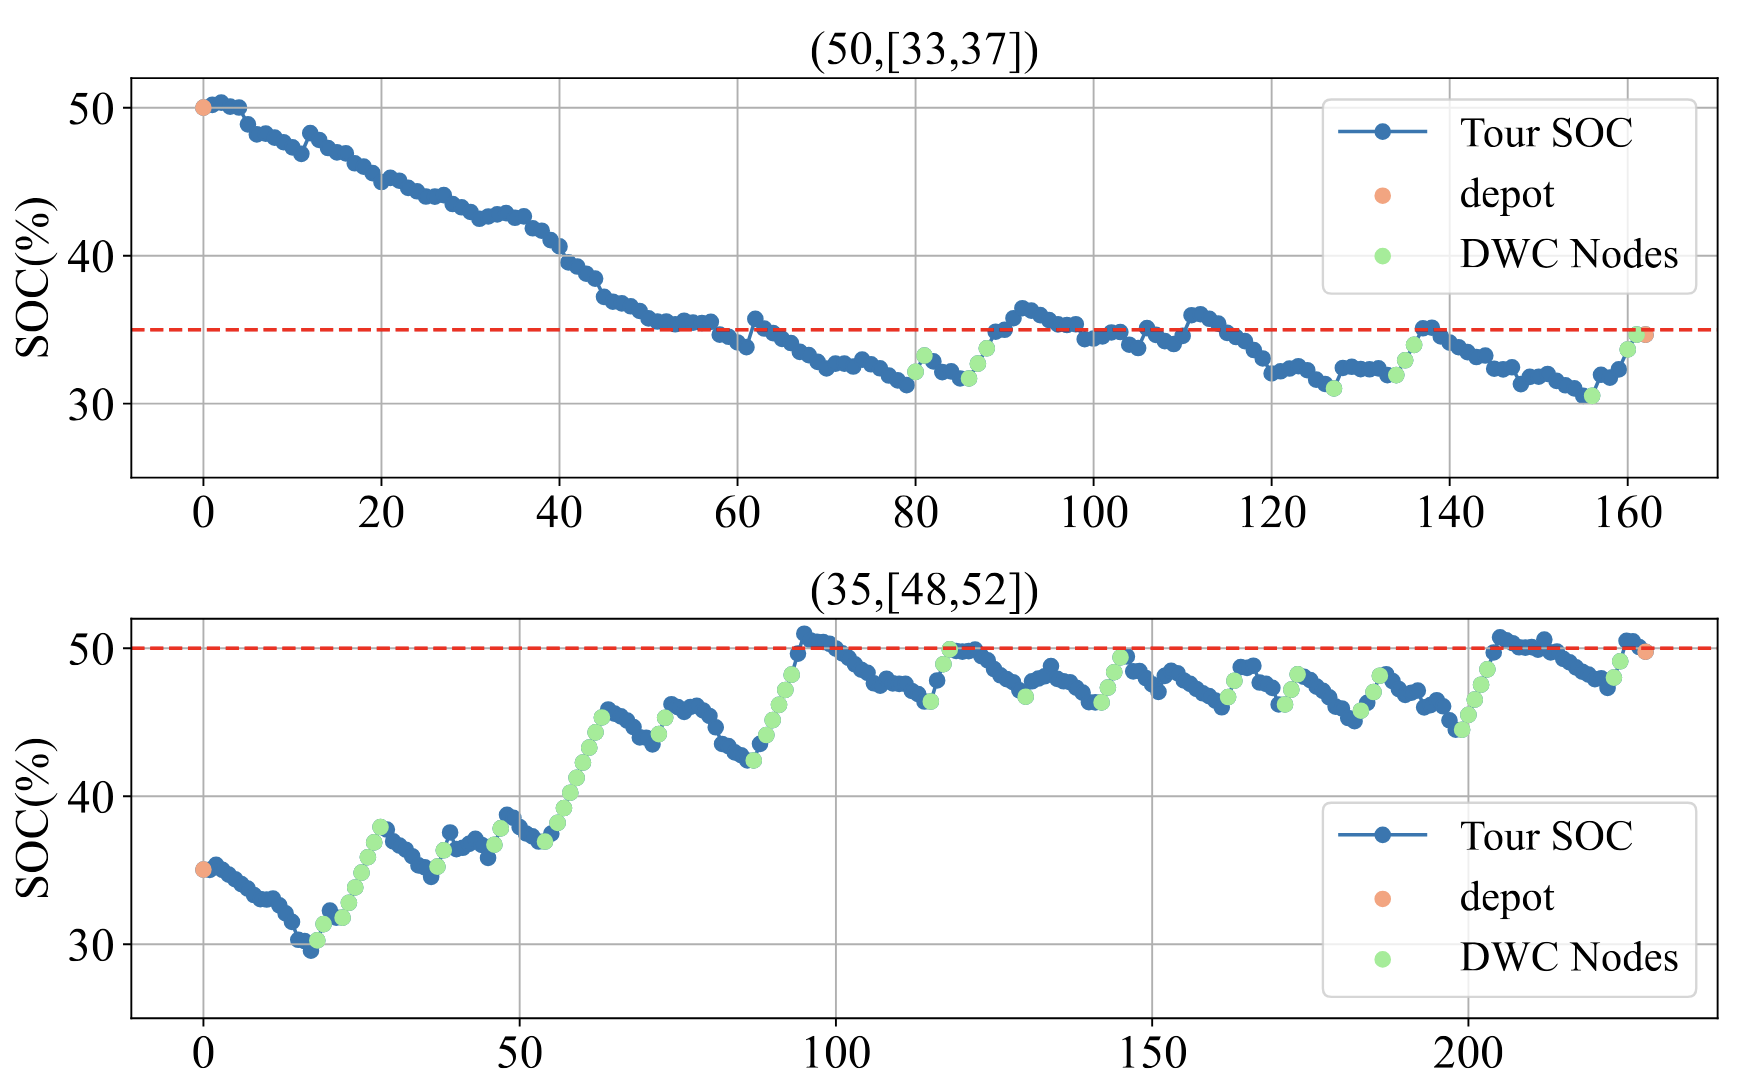 (50,[33,37])
SOC(%)
50
40
30
Tour SOC
depot
DWC Nodes
0 20 40 60 80 100 120 140 160
(35,[48,52])
SOC(%)
50
40
30
Tour SOC
depot
DWC Nodes
0 50 100 150 200